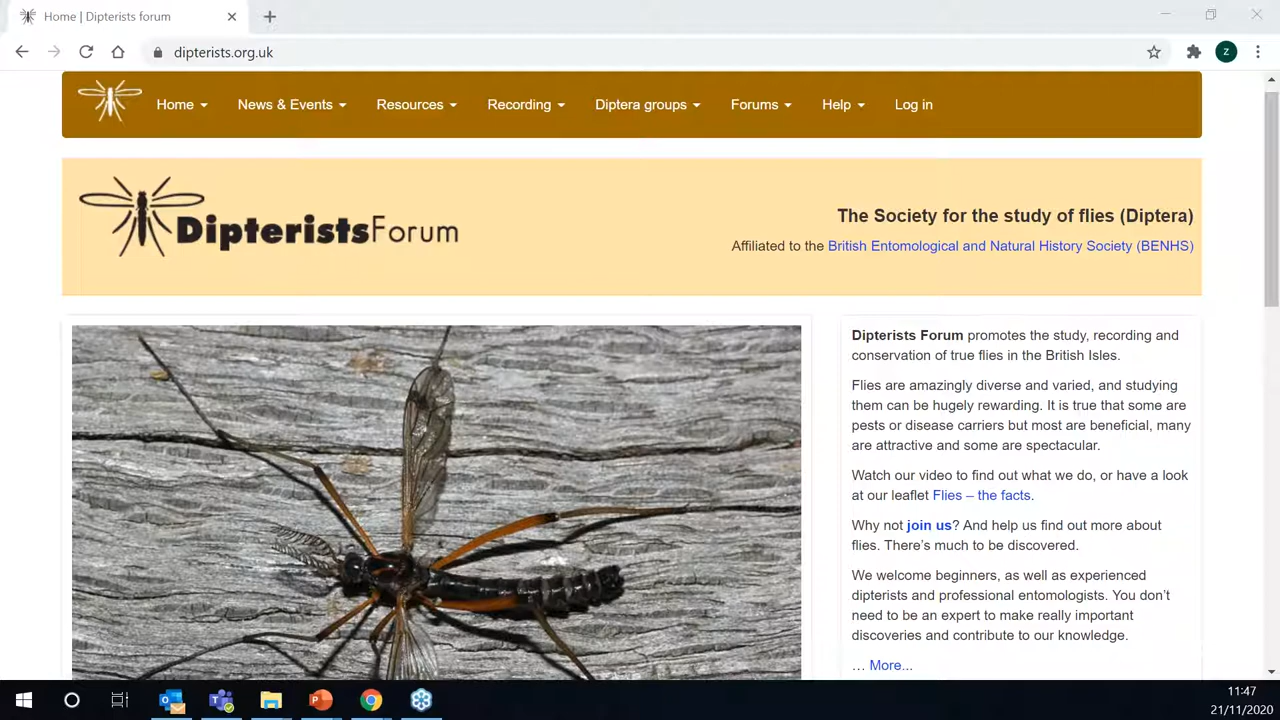 Home | Dipterists forum
dipterists.org.uk
Z
Home News & Events Resources Recording Diptera groups Forums Help Log in
DipteristsForum
The Society for the study of flies (Diptera)
Affiliated to the British Entomological and Natural History Society (BENHS)
Dipterists Forum promotes the study, recording and
conservation of true flies in the British Isles.
Flies are amazingly diverse and varied, and studying
them can be hugely rewarding. It is true that some are
pests or disease carriers but most are beneficial, many
are attractive and some are spectacular.
Watch our video to find out what we do, or have a look
at our leaflet Flies – the facts.
Why not join us? And help us find out more about
flies. There’s much to be discovered.
We welcome beginners, as well as experienced
dipterists and professional entomologists. You don’t
need to be an expert to make really important
discoveries and contribute to our knowledge.
… More...
11:47
21/11/2020